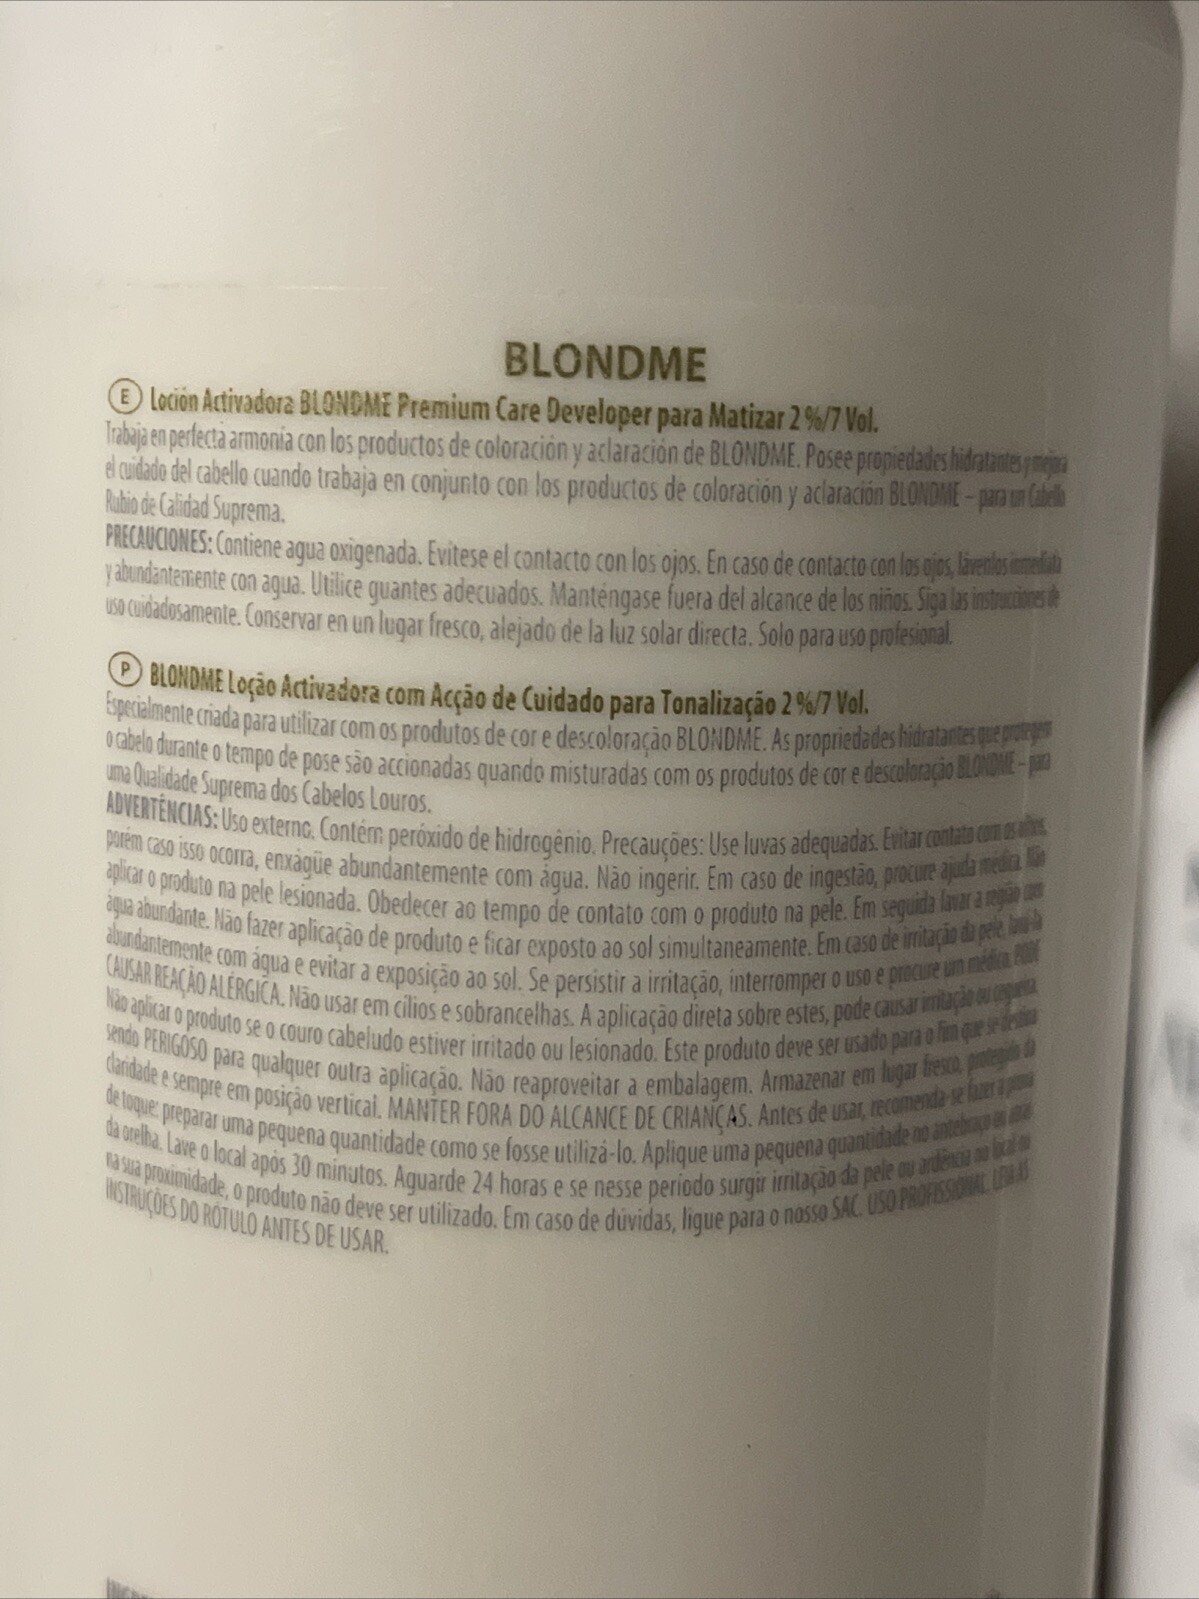 BLONDME
E Loción Activadora BLONDME Premium Care Developer para Matizar 2 %/7 Vol.
Trabaja en perfecta armonía con los productos de coloración y aclaración de BLONDME. Posee propiedades hidratantes y mejora
el cuidado del cabello cuando trabaja en conjunto con los productos de coloración y aclaración BLONDME – para un Cabello
Rubio de Calidad Suprema.
PRECAUCIONES: Contiene agua oxigenada. Evítese el contacto con los ojos. En caso de contacto con los ojos, lávenlos inmediata
y abundantemente con agua. Utilice guantes adecuados. Manténgase fuera del alcance de los niños. Siga las instrucciones de
uso cuidadosamente. Conservar en un lugar fresco, alejado de la luz solar directa. Solo para uso profesional.
P BLONDME Loção Activadora com Acção de Cuidado para Tonalização 2 %/7 Vol.
Especialmente criada para utilizar com os produtos de cor e descoloração BLONDME. As propriedades hidratantes que protegem
o cabelo durante o tempo de pose são accionadas quando misturadas com os produtos de cor e descoloração BLONDME – para
uma Qualidade Suprema dos Cabelos Louros.
ADVERTÊNCIAS: Uso externo. Contém peróxido de hidrogênio. Precauções: Use luvas adequadas. Evitar contato com os olhos,
porém caso isso ocorra, enxágüe abundantemente com água. Não ingerir. Em caso de ingestão, procure ajuda médica. Não
aplicar o produto na pele lesionada. Obedecer ao tempo de contato com o produto na pele. Em seguida lavar a região com
água abundante. Não fazer aplicação de produto e ficar exposto ao sol simultaneamente. Em caso de irritação da pele, lavá-la
abundantemente com água e evitar a exposição ao sol. Se persistir a irritação, interromper o uso e procure um médico. PODE
CAUSAR REAÇÃO ALÉRGICA. Não usar em cílios e sobrancelhas. A aplicação direta sobre estes, pode causar irritação ou cegueira.
Não aplicar o produto se o couro cabeludo estiver irritado ou lesionado. Este produto deve ser usado para o fim que se destina
sendo PERIGOSO para qualquer outra aplicação. Não reaproveitar a embalagem. Armazenar em lugar fresco, protegido da
claridade e sempre em posição vertical. MANTER FORA DO ALCANCE DE CRIANÇAS. Antes de usar, recomenda-se fazer a prova
de toque: preparar uma pequena quantidade como se fosse utilizá-lo. Aplique uma pequena quantidade no antebraço ou atrás
da orelha. Lave o local após 30 minutos. Aguarde 24 horas e se nesse período surgir irritação da pele ou ardência no local ou
na sua proximidade, o produto não deve ser utilizado. Em caso de dúvidas, ligue para o nosso SAC. USO PROFISSIONAL. LEIA AS
INSTRUÇÕES DO RÓTULO ANTES DE USAR.